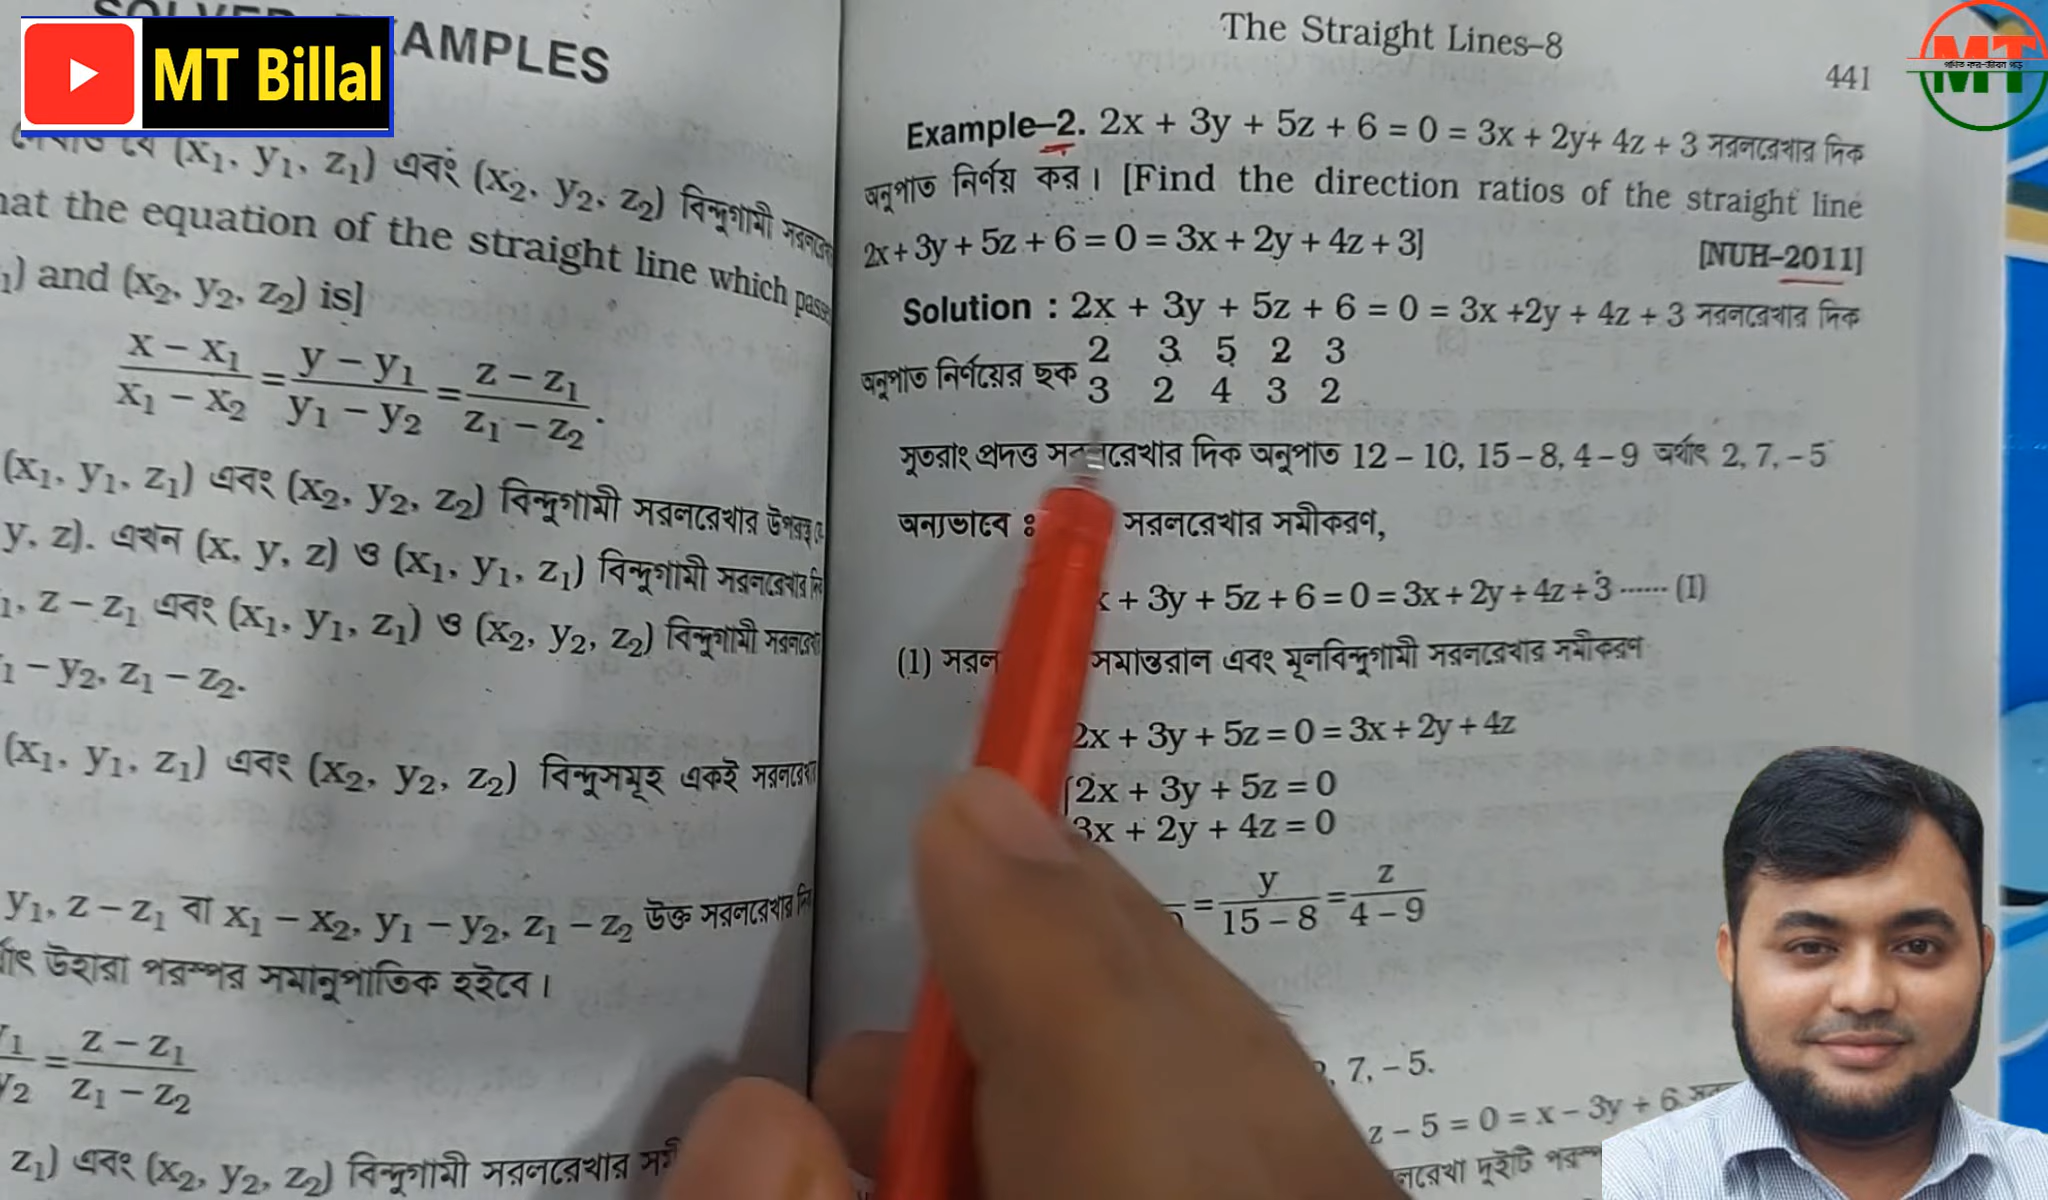 SOLVED EXAMPLES
MT Billal
(x₁, y₁, z₁) এবং (x₂, y₂, z₂) বিন্দুগামী
that the equation of the straight line which
₁) and (x₂, y₂, z₂) is]
x – x₁ / x₁ – x₂ = y – y₁ / y₁ – y₂ = z – z₁ / z₁ – z₂ .
(x₁, y₁, z₁) এবং (x₂, y₂, z₂) বিন্দুগামী সরলরেখার
y, z). এখন (x, y, z) ও (x₁, y₁, z₁) বিন্দুগামী সরলরেখার
₁, z – z₁ এবং (x₁, y₁, z₁) ও (x₂, y₂, z₂) বিন্দুগামী
₁ – y₂, z₁ – z₂.
(x₁, y₁, z₁) এবং (x₂, y₂, z₂) বিন্দুসমূহ একই
y₁, z – z₁ বা x₁ – x₂, y₁ – y₂, z₁ – z₂ উক্ত সরলরেখার
উহারা পরস্পর সমানুপাতিক হইবে।
= z – z₁ / z₁ – z₂
z₁) এবং (x₂, y₂, z₂) বিন্দুগামী সরলরেখার
The Straight Lines–8
441
MT
Example–2. 2x + 3y + 5z + 6 = 0 = 3x + 2y+ 4z + 3 সরলরেখার দিক
অনুপাত নির্ণয় কর। [Find the direction ratios of the straight line
2x + 3y + 5z + 6 = 0 = 3x + 2y + 4z + 3]
[NUH–2011]
Solution : 2x + 3y + 5z + 6 = 0 = 3x +2y + 4z + 3 সরলরেখার দিক
2 3 5 2 3
অনুপাত নির্ণয়ের ছক
3 2 4 3 2
সুতরাং প্রদত্ত সরলরেখার দিক অনুপাত 12 – 10, 15 – 8, 4 – 9 অর্থাৎ 2, 7, – 5
অন্যভাবে : সরলরেখার সমীকরণ,
x + 3y + 5z + 6 = 0 = 3x + 2y + 4z + 3 ...... (1)
(1) সরল সমান্তরাল এবং মূলবিন্দুগামী সরলরেখার সমীকরণ
2x + 3y + 5z = 0 = 3x + 2y + 4z
2x + 3y + 5z = 0
3x + 2y + 4z = 0
= y / 15 – 8 = z / 4 – 9
, 7, – 5.
z – 5 = 0 = x – 3y + 6
দুইটি